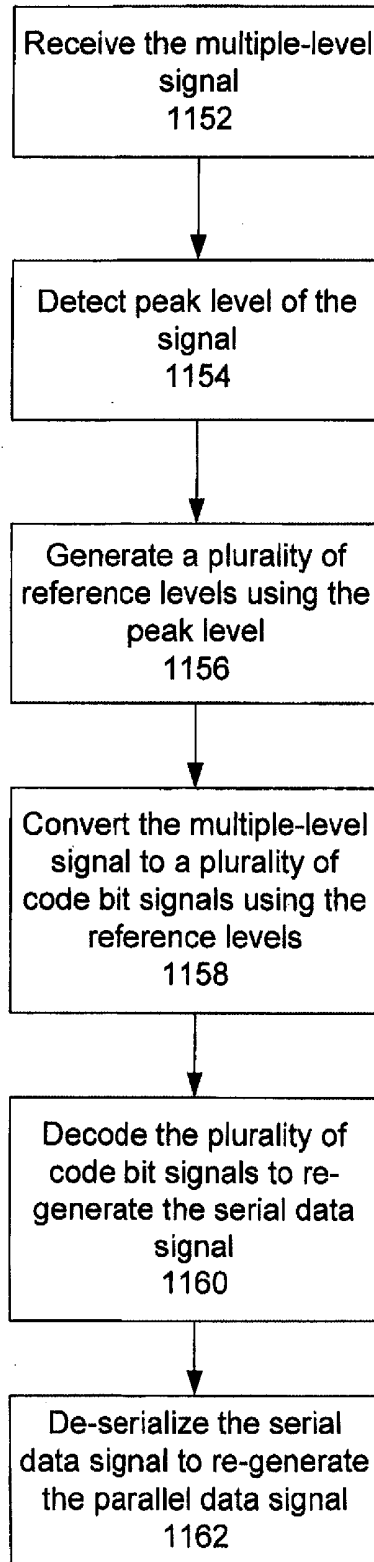 Receive the multiple-level
signal
1152
Detect peak level of the
signal
1154
Generate a plurality of
reference levels using the
peak level
1156
Convert the multiple-level
signal to a plurality of
code bit signals using the
reference levels
1158
Decode the plurality of
code bit signals to re-
generate the serial data
signal
1160
De-serialize the serial
data signal to re-generate
the parallel data signal
1162